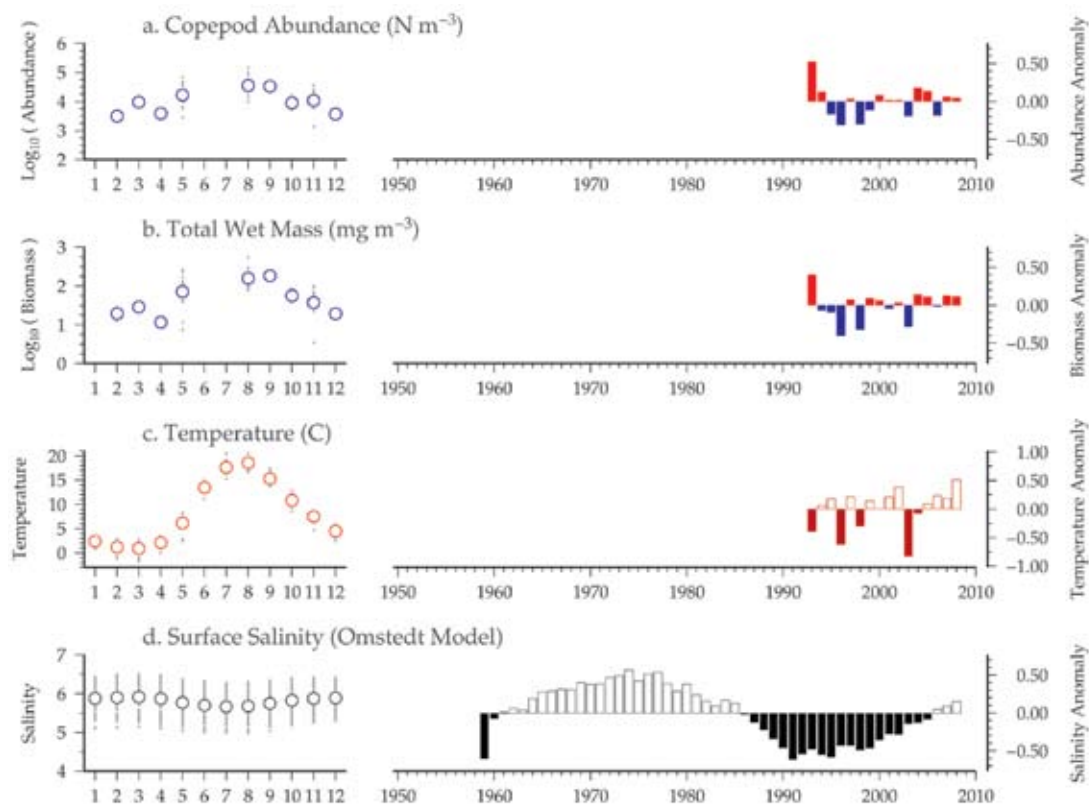 a. Copepod Abundance (N m⁻³)
Log₁₀ ( Abundance)
6
5
4
3
2
1 2 3 4 5 6 7 8 9 10 11 12
1950 1960 1970 1980 1990 2000 2010
0.50
0.00
−0.50
Abundance Anomaly
b. Total Wet Mass (mg m⁻³)
Log₁₀ (Biomass )
3
2
1
0
1 2 3 4 5 6 7 8 9 10 11 12
1950 1960 1970 1980 1990 2000 2010
0.50
0.00
−0.50
Biomass Anomaly
c. Temperature (C)
Temperature
20
15
10
5
0
1 2 3 4 5 6 7 8 9 10 11 12
1950 1960 1970 1980 1990 2000 2010
1.00
0.50
0.00
−0.50
−1.00
Temperature Anomaly
d. Surface Salinity (Omstedt Model)
Salinity
7
6
5
4
1 2 3 4 5 6 7 8 9 10 11 12
1950 1960 1970 1980 1990 2000 2010
0.50
0.00
−0.50
Salinity Anomaly